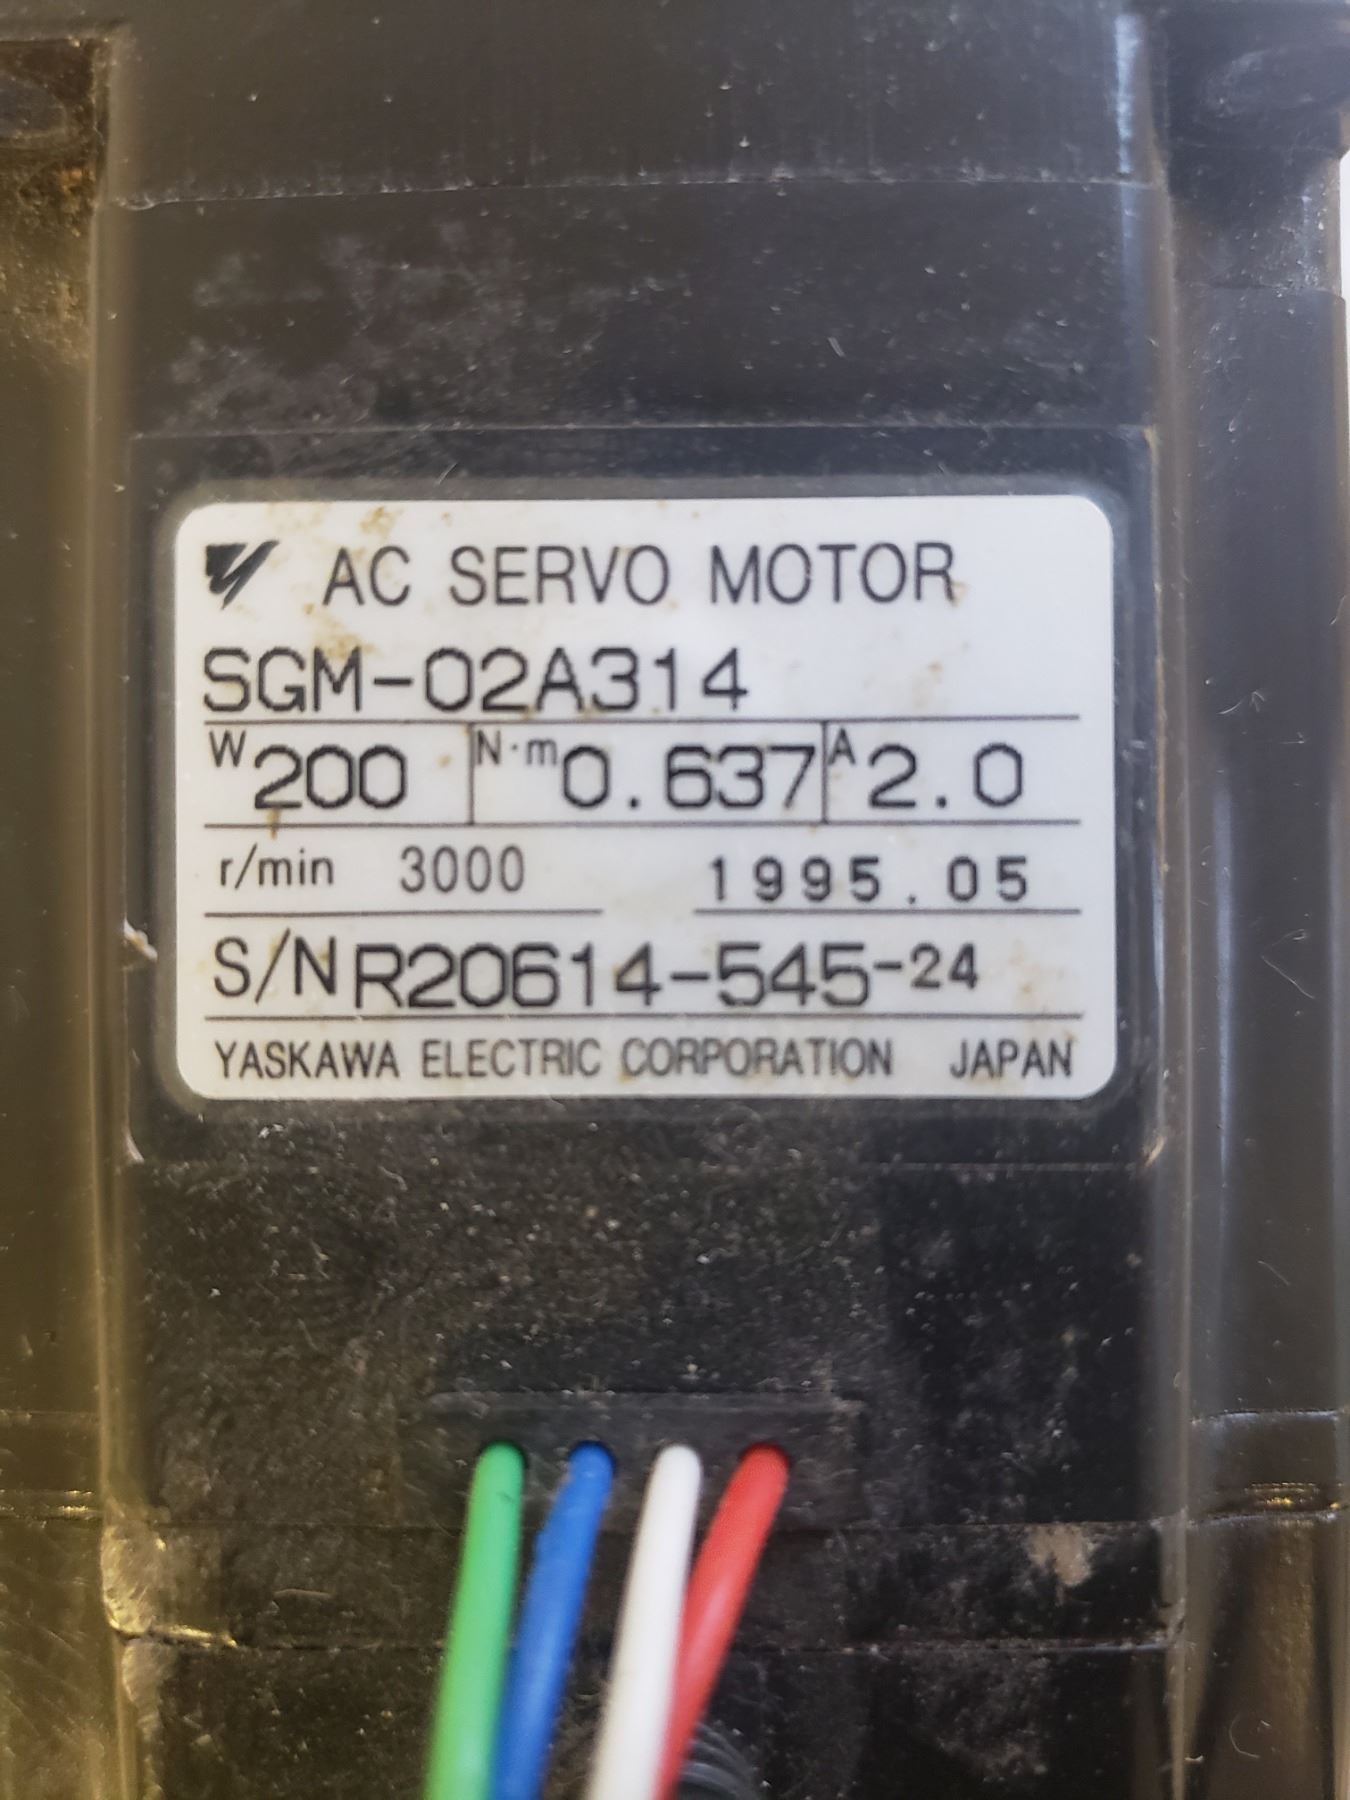 AC SERVO MOTOR
SGM-02A314
W 200 N·m 0.637 A 2.0
r/min 3000 1995.05
S/N R20614-545-24
YASKAWA ELECTRIC CORPORATION JAPAN